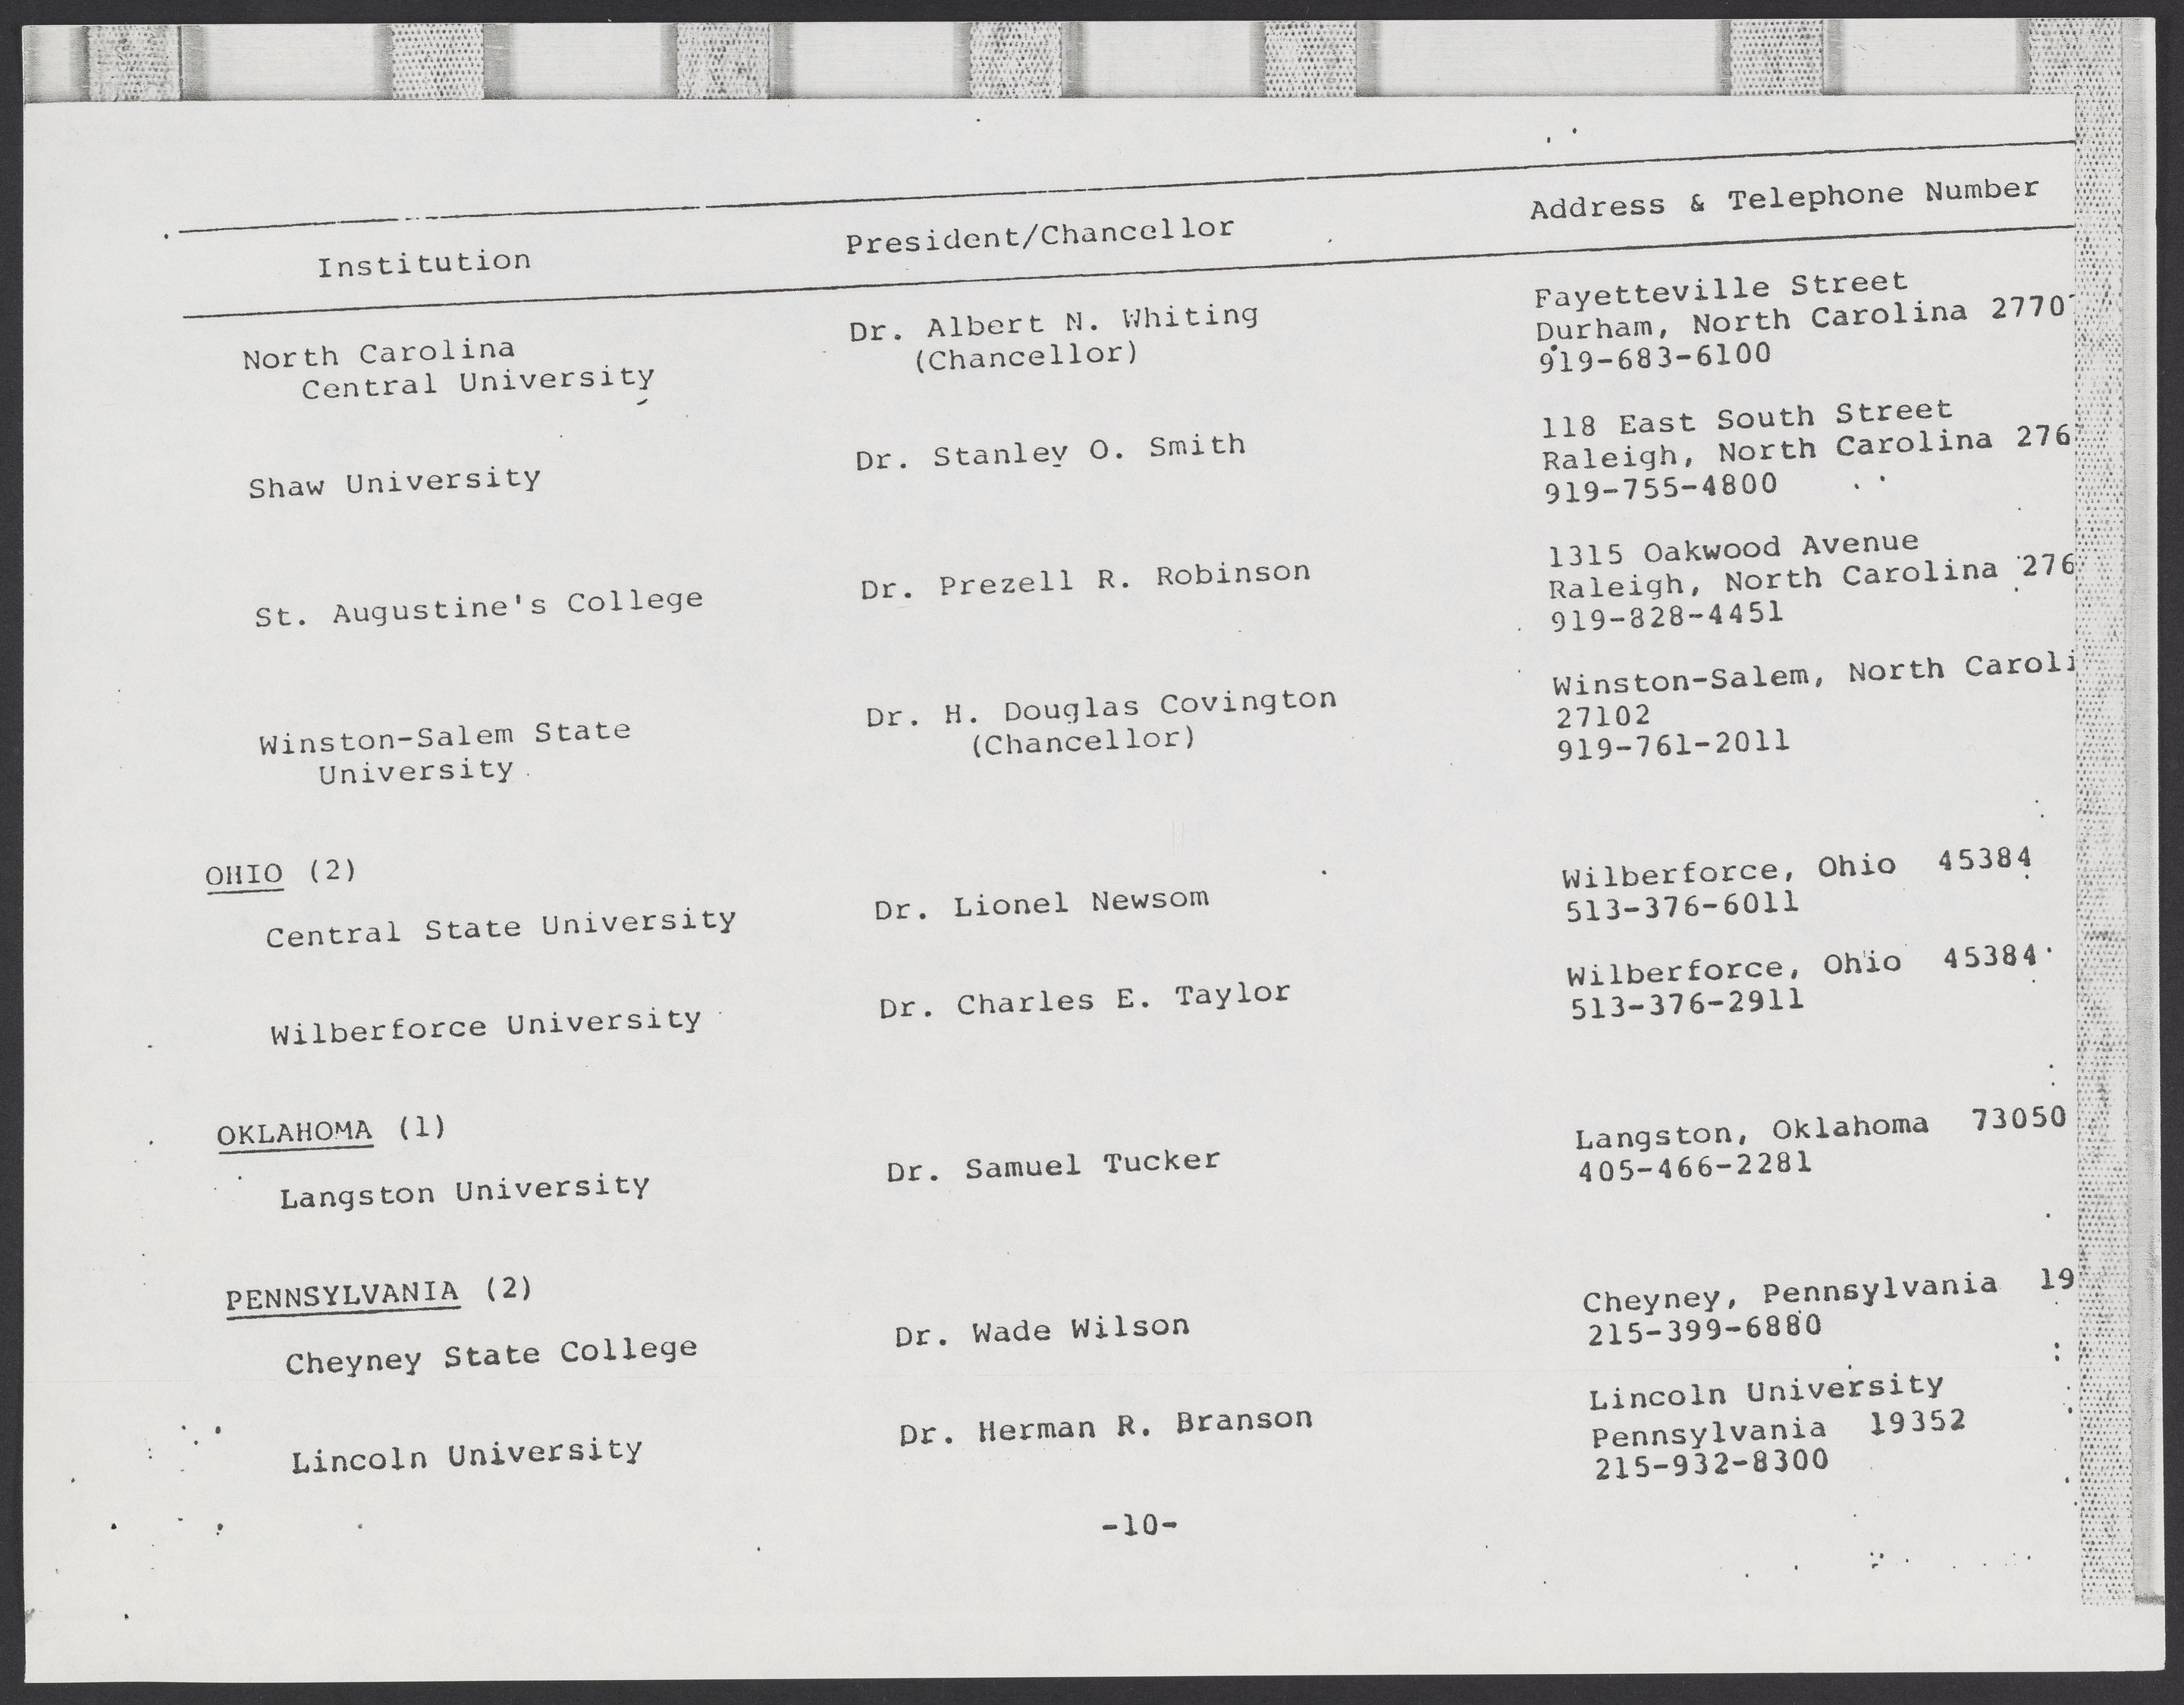 Institution President/Chancellor Address & Telephone Number
North Carolina Dr. Albert N. Whiting Fayetteville Street
Central University (Chancellor) Durham, North Carolina 2770
919-683-6100
Shaw University Dr. Stanley O. Smith 118 East South Street
Raleigh, North Carolina 276
919-755-4800
St. Augustine's College Dr. Prezell R. Robinson 1315 Oakwood Avenue
Raleigh, North Carolina 276
919-828-4451
Winston-Salem State Dr. H. Douglas Covington Winston-Salem, North Caroli
University (Chancellor) 27102
919-761-2011
OHIO (2)
Central State University Dr. Lionel Newsom Wilberforce, Ohio 45384
513-376-6011
Wilberforce University Dr. Charles E. Taylor Wilberforce, Ohio 45384
513-376-2911
OKLAHOMA (1)
Langston University Dr. Samuel Tucker Langston, Oklahoma 73050
405-466-2281
PENNSYLVANIA (2)
Cheyney State College Dr. Wade Wilson Cheyney, Pennsylvania 19
215-399-6880
Lincoln University Dr. Herman R. Branson Lincoln University
Pennsylvania 19352
215-932-8300
-10-